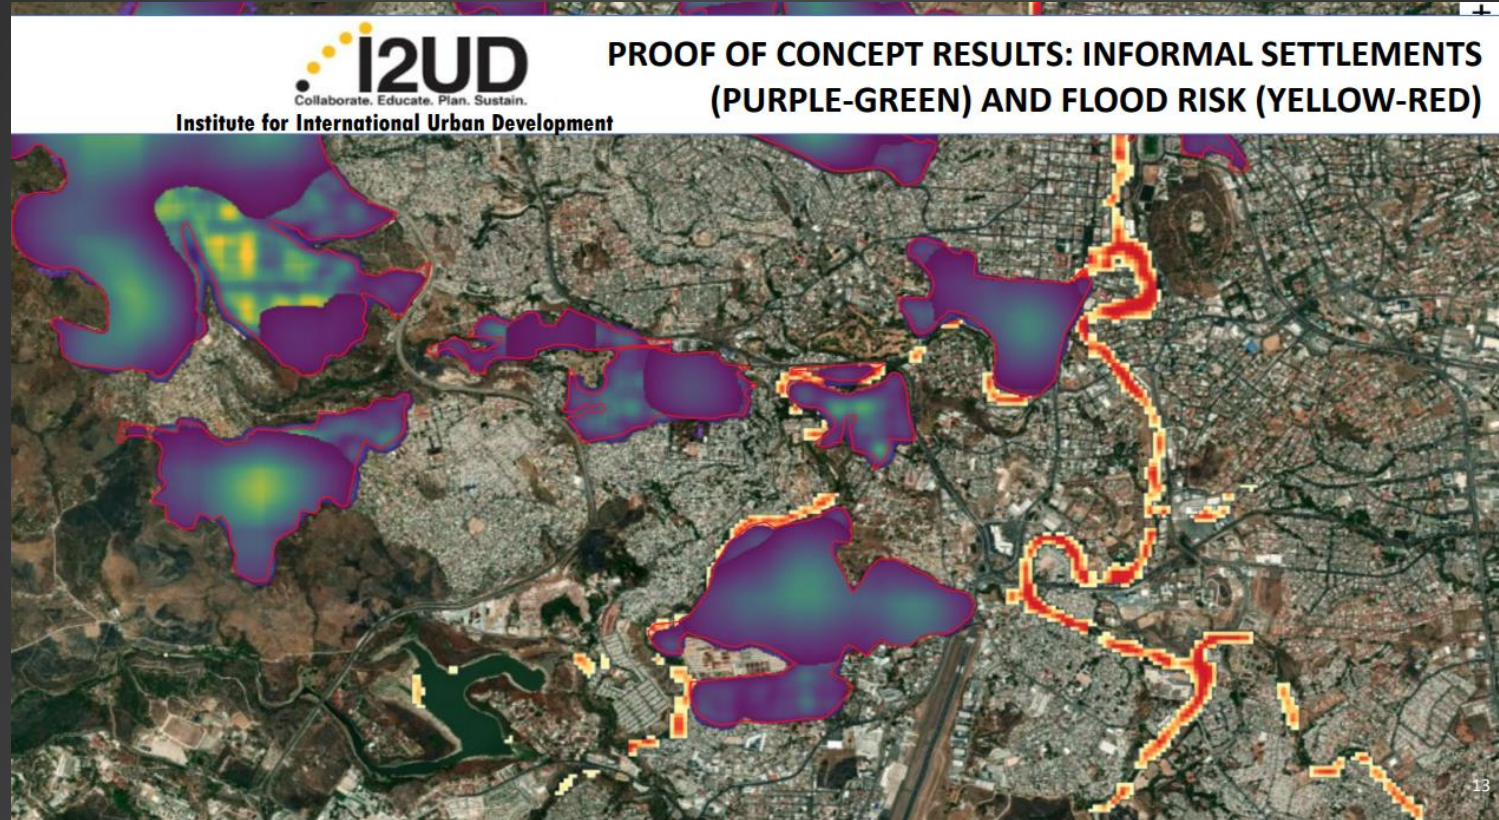 i2UD
Collaborate. Educate. Plan. Sustain.
Institute for International Urban Development
PROOF OF CONCEPT RESULTS: INFORMAL SETTLEMENTS
(PURPLE-GREEN) AND FLOOD RISK (YELLOW-RED)
+
13